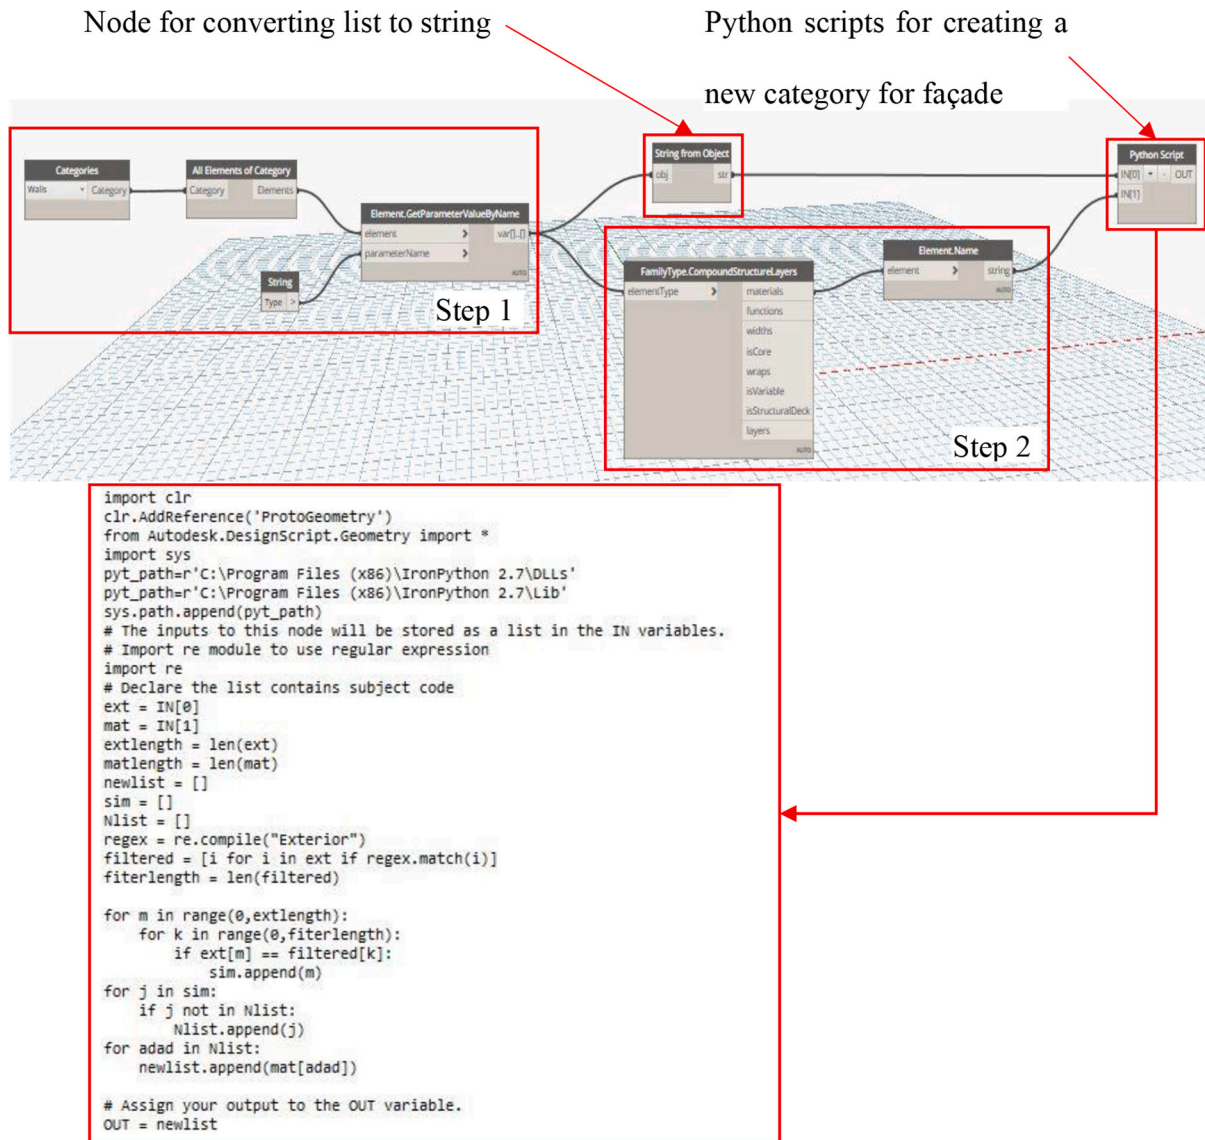 Node for converting list to string
Python scripts for creating a
new category for façade
Categories
Walls
Category
All Elements of Category
Category
Elements
Element.GetParameterValueByName
element >
var[]..[]
parameterName >
AUTO
String
Type >
Step 1
String from Object
obj
str
Python Script
IN[0] + - OUT
IN[1]
FamilyType.CompoundStructureLayers
elementType >
materials
functions
widths
isCore
wraps
isVariable
isStructuralDeck
layers
AUTO
Element.Name
element >
string
AUTO
Step 2
import clr
clr.AddReference('ProtoGeometry')
from Autodesk.DesignScript.Geometry import *
import sys
pyt_path=r'C:\Program Files (x86)\IronPython 2.7\DLLs'
pyt_path=r'C:\Program Files (x86)\IronPython 2.7\Lib'
sys.path.append(pyt_path)
# The inputs to this node will be stored as a list in the IN variables.
# Import re module to use regular expression
import re
# Declare the list contains subject code
ext = IN[0]
mat = IN[1]
extlength = len(ext)
matlength = len(mat)
newlist = []
sim = []
Nlist = []
regex = re.compile("Exterior")
filtered = [i for i in ext if regex.match(i)]
fiterlength = len(filtered)
for m in range(0,extlength):
    for k in range(0,fiterlength):
        if ext[m] == filtered[k]:
            sim.append(m)
for j in sim:
    if j not in Nlist:
        Nlist.append(j)
for adad in Nlist:
    newlist.append(mat[adad])
# Assign your output to the OUT variable.
OUT = newlist